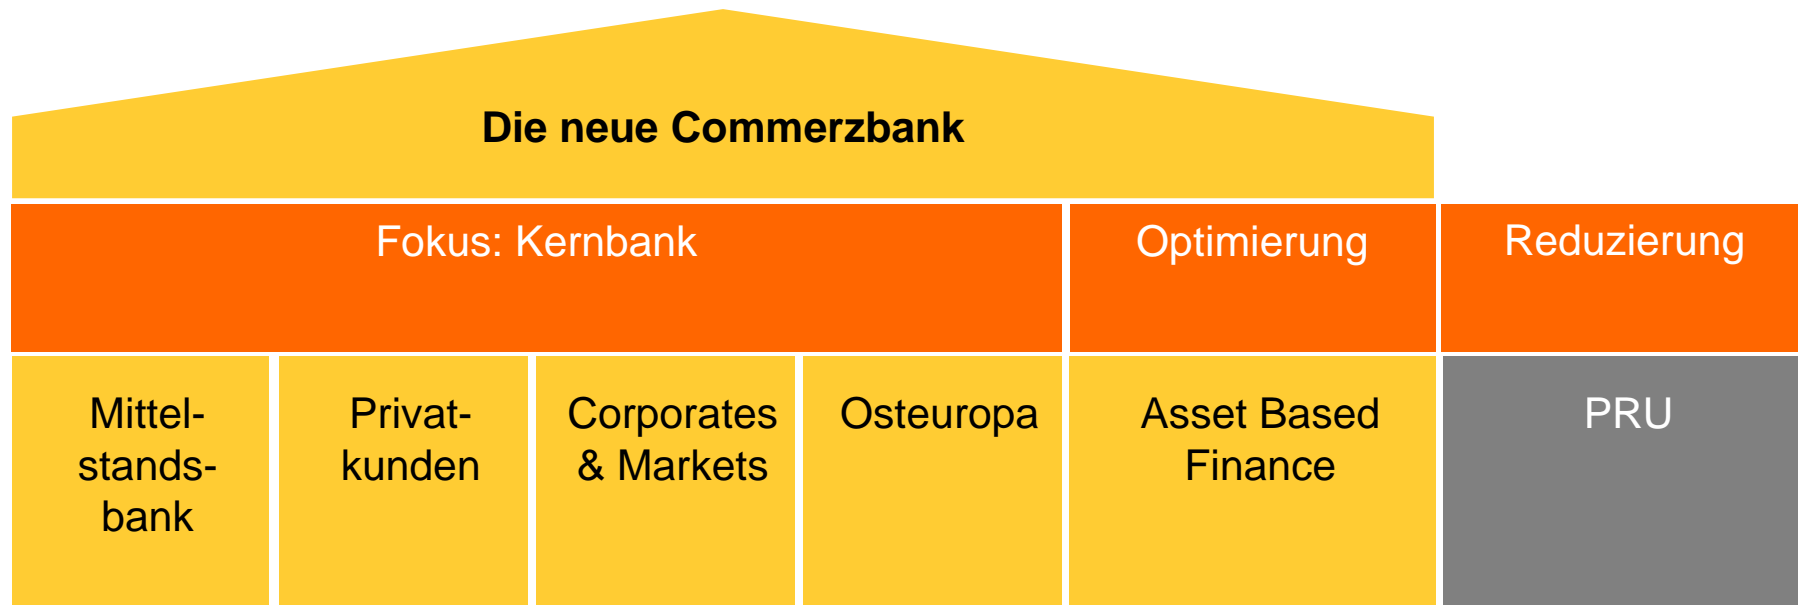 Die neue Commerzbank
Fokus: Kernbank
Optimierung
Reduzierung
Mittel-
stands-
bank
Privat-
kunden
Corporates
& Markets
Osteuropa
Asset Based
Finance
PRU